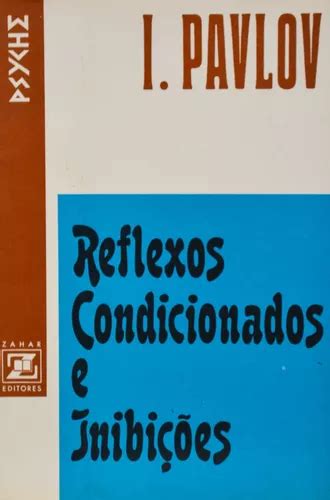 PSYCHE
I. PAVLOV
Reflexos
Condicionados
e
Inibições
ZAHAR
EDITORES